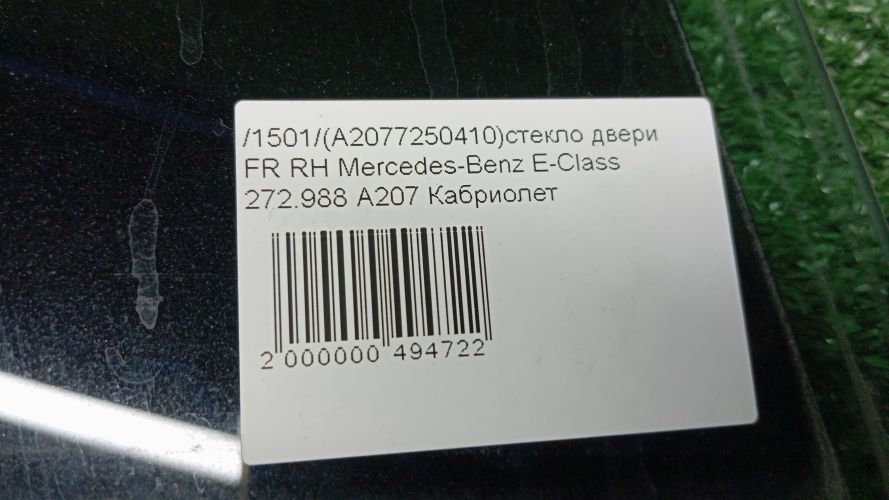 /1501/(A2077250410)стекло двери
FR RH Mercedes-Benz E-Class
272.988 A207 Кабриолет
2 000000 494722